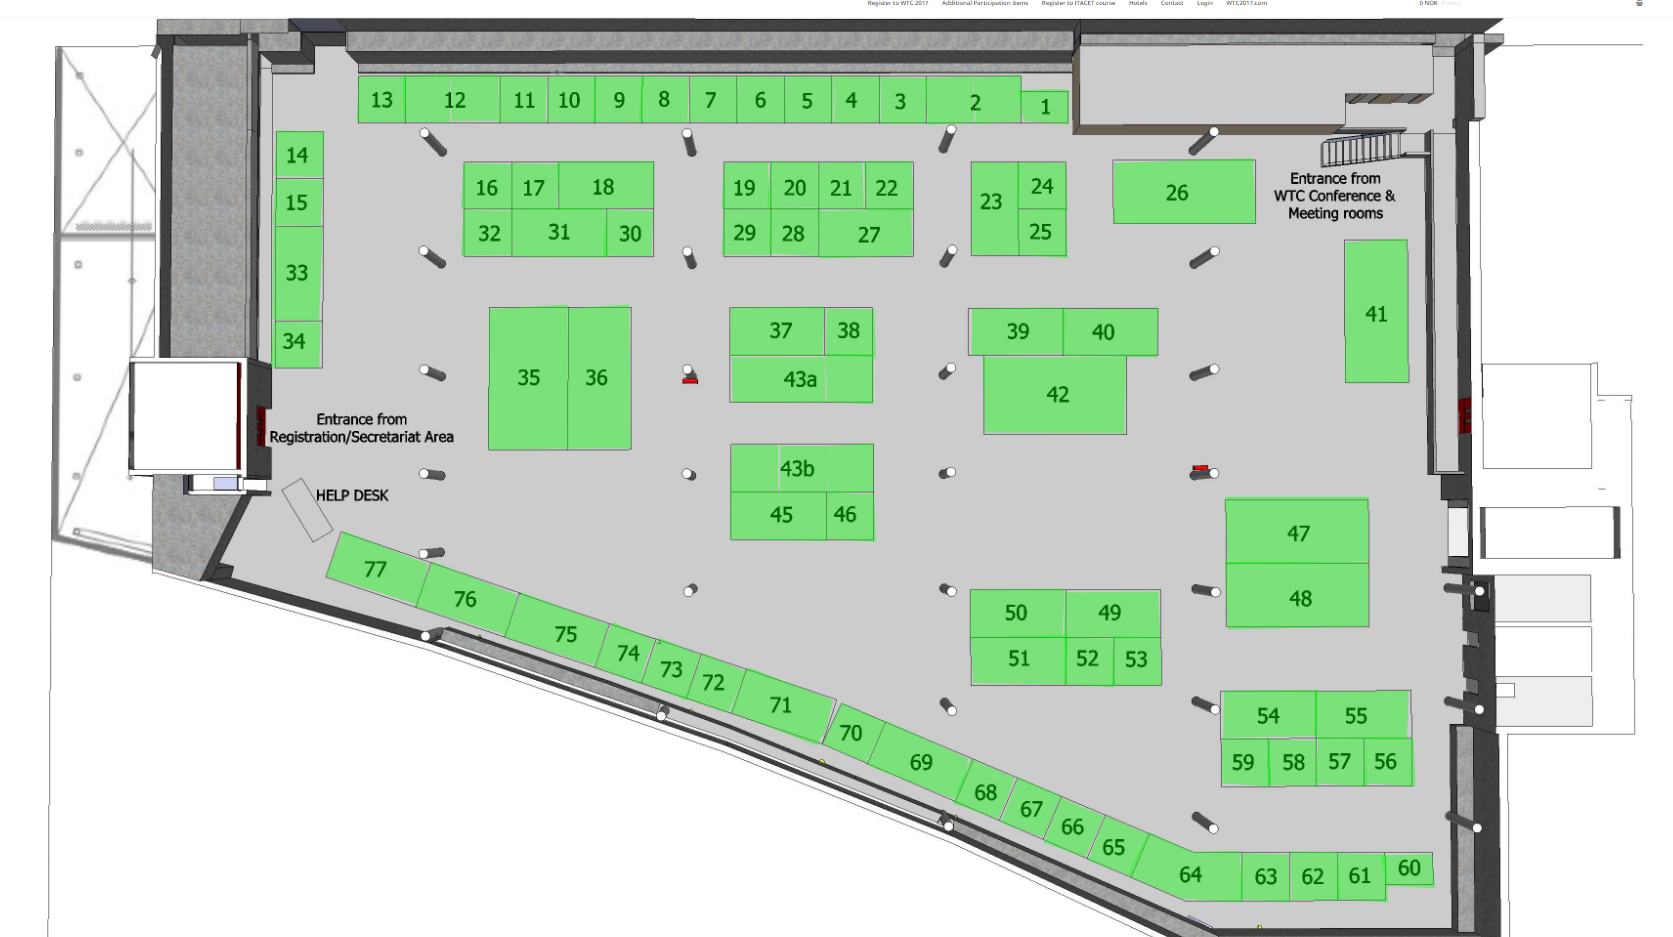 Register to WTC 2017 Additional Participation items Register to ITACET course Hotels Contact Login WTC2017.com 0 NOK
13 12 11 10 9 8 7 6 5 4 3 2 1
14
15
33
34
16 17 18
32 31 30
19 20 21 22
29 28 27
23 24
25
26
Entrance from
WTC Conference &
Meeting rooms
41
35 36
37 38
43a
39 40
42
Entrance from
Registration/Secretariat Area
HELP DESK
43b
45 46
47
48
50 49
51 52 53
54 55
59 58 57 56
77 76 75 74 73 72 71 70 69 68 67 66 65 64 63 62 61 60